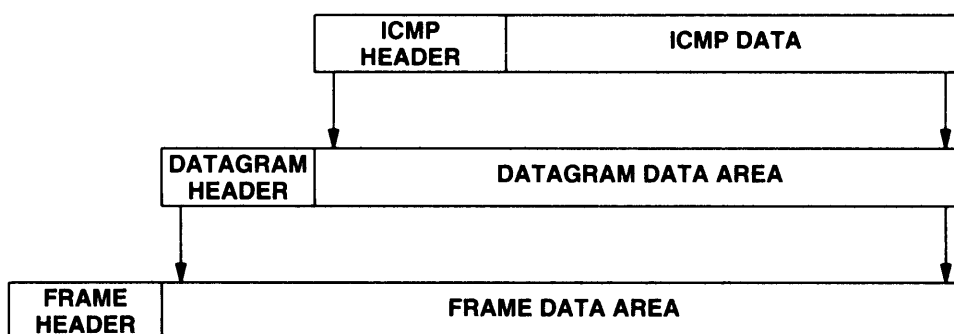 ICMP
HEADER
ICMP DATA
DATAGRAM
HEADER
DATAGRAM DATA AREA
FRAME
HEADER
FRAME DATA AREA